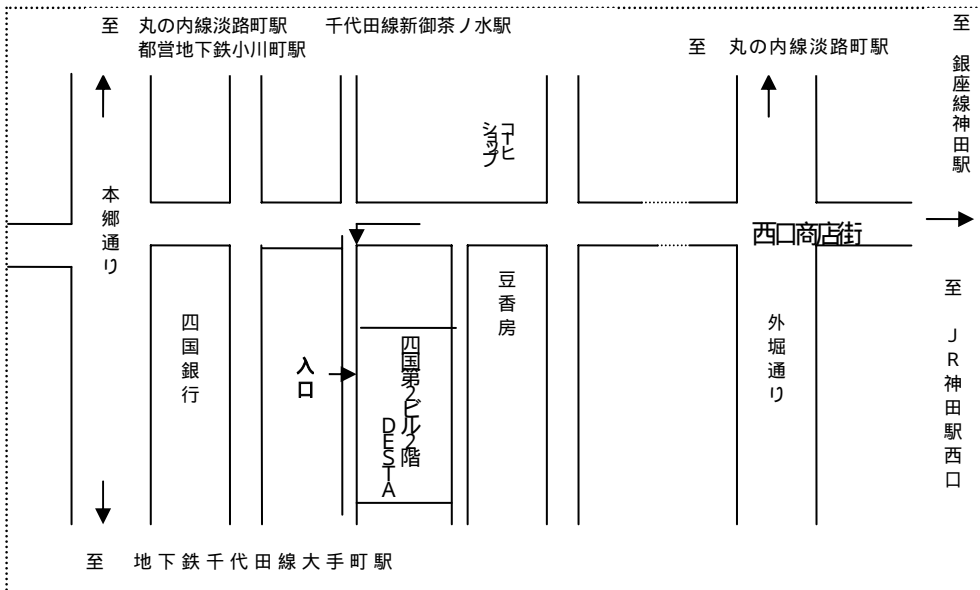 至　丸の内線淡路町駅　千代田線新御茶ノ水駅
都営地下鉄小川町駅
至　丸の内線淡路町駅
至　銀座線神田駅
コーヒ
ショップ
本郷通り
西口商店街
豆香房
四国銀行
入口
四国第2ビル2階
DESTA
外堀通り
至　JR神田駅西口
至　地下鉄千代田線大手町駅